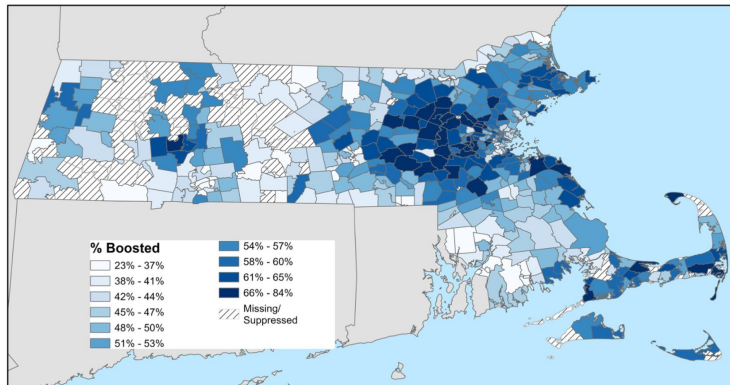 % Boosted
23% - 37%
38% - 41%
42% - 44%
45% - 47%
48% - 50%
51% - 53%
54% - 57%
58% - 60%
61% - 65%
66% - 84%
Missing/
Suppressed